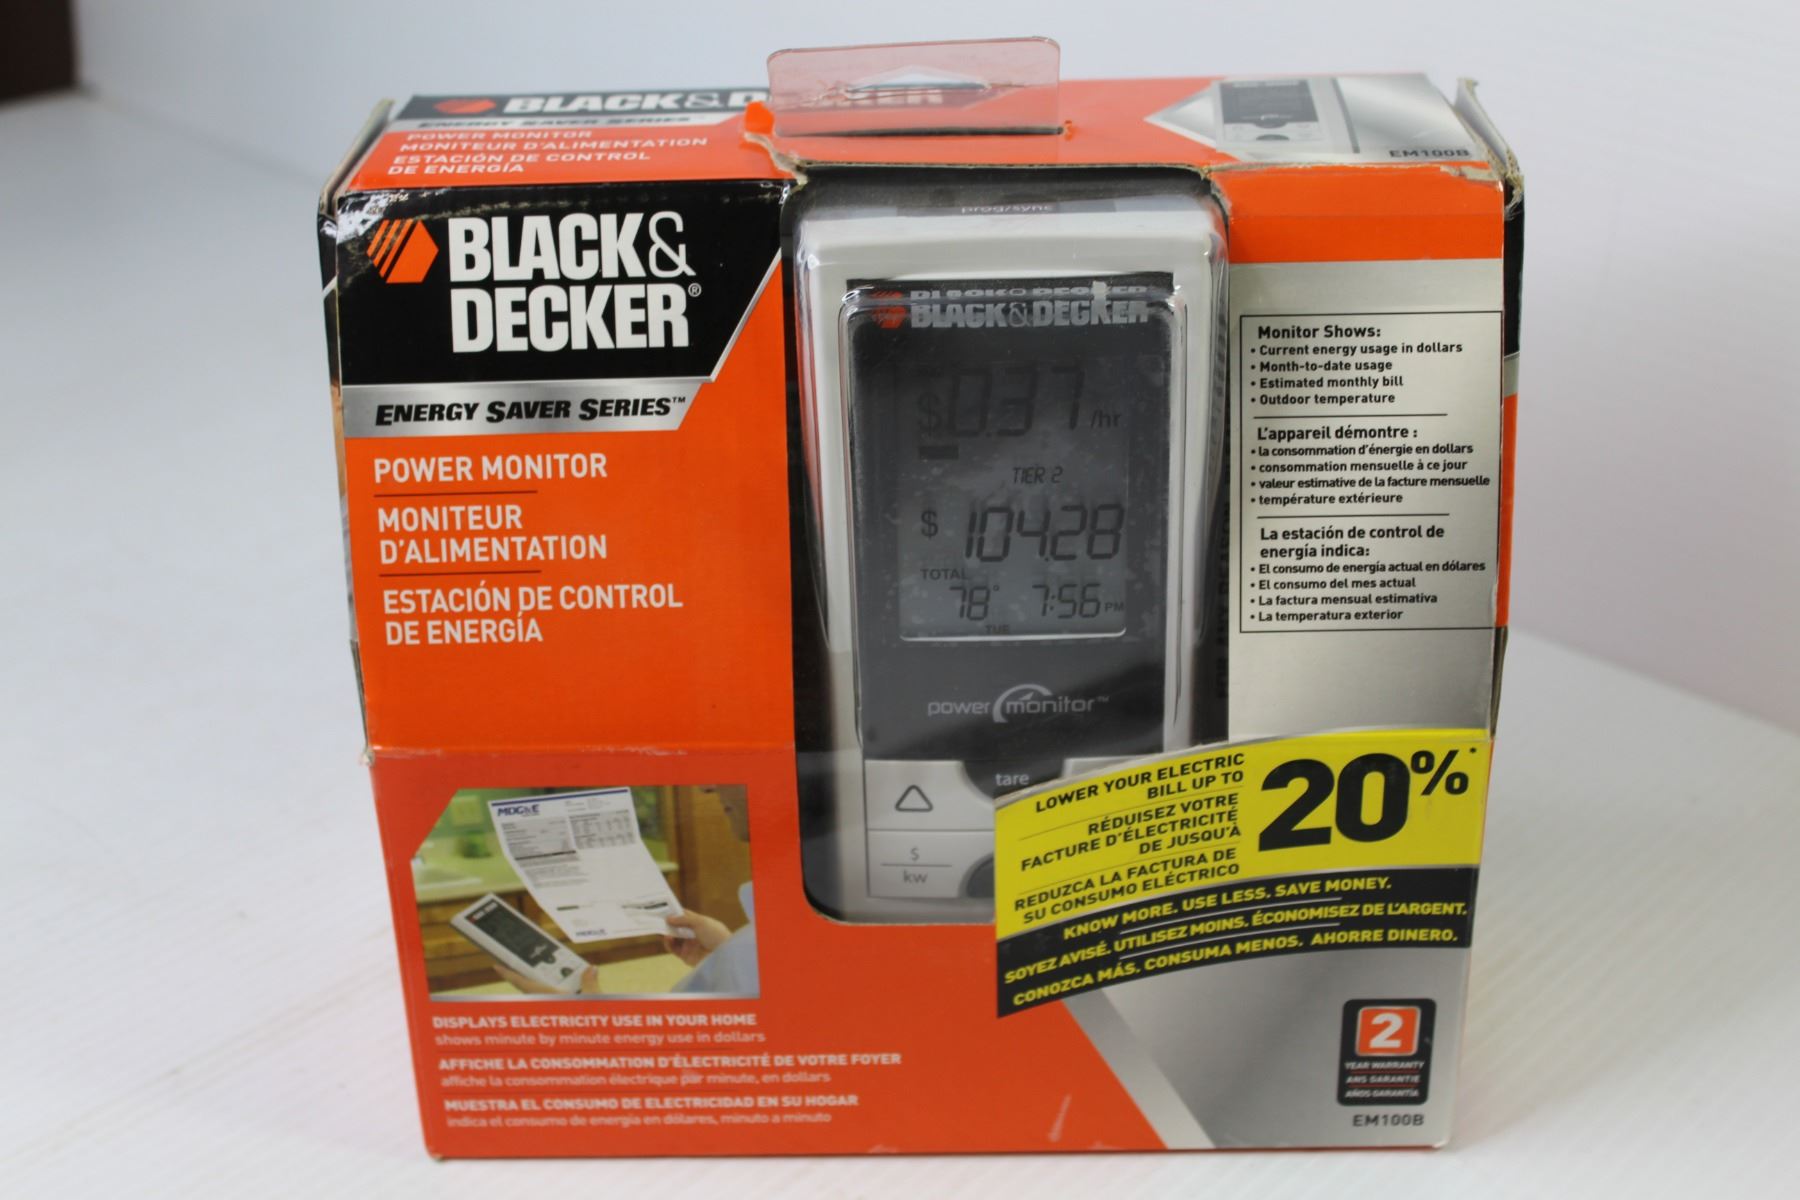 BLACK& DECKER
ENERGY SAVER SERIES™
POWER MONITOR
MONITEUR D'ALIMENTATION
ESTACIÓN DE CONTROL
DE ENERGÍA
EM100B
BLACK&
DECKER®
ENERGY SAVER SERIES™
POWER MONITOR
MONITEUR
D'ALIMENTATION
ESTACIÓN DE CONTROL
DE ENERGÍA
prog/sync
BLACK&DECKER
$0.37/hr
TIER 2
$ 104.28
TOTAL
78° 7:56 PM
TUE
power monitor™
tare
$
kw
Monitor Shows:
• Current energy usage in dollars
• Month-to-date usage
• Estimated monthly bill
• Outdoor temperature
L'appareil démontre :
• la consommation d'énergie en dollars
• consommation mensuelle à ce jour
• valeur estimative de la facture mensuelle
• température extérieure
La estación de control de
energía indica:
• El consumo de energía actual en dólares
• El consumo del mes actual
• La factura mensual estimativa
• La temperatura exterior
LOWER YOUR ELECTRIC
BILL UP TO
RÉDUISEZ VOTRE
FACTURE D'ÉLECTRICITÉ
DE JUSQU'À
REDUZCA LA FACTURA DE
SU CONSUMO ELÉCTRICO
20%*
KNOW MORE. USE LESS. SAVE MONEY.
SOYEZ AVISÉ. UTILISEZ MOINS. ÉCONOMISEZ DE L'ARGENT.
CONOZCA MÁS. CONSUMA MENOS. AHORRE DINERO.
MDG&E
MDG&E
DISPLAYS ELECTRICITY USE IN YOUR HOME
shows minute by minute energy use in dollars
AFFICHE LA CONSOMMATION D'ÉLECTRICITÉ DE VOTRE FOYER
affiche la consommation électrique par minute, en dollars
MUESTRA EL CONSUMO DE ELECTRICIDAD EN SU HOGAR
indica el consumo de energia en dólares, minuto a minuto
2
YEAR WARRANTY
ANS GARANTIE
AÑOS GARANTÍA
EM100B